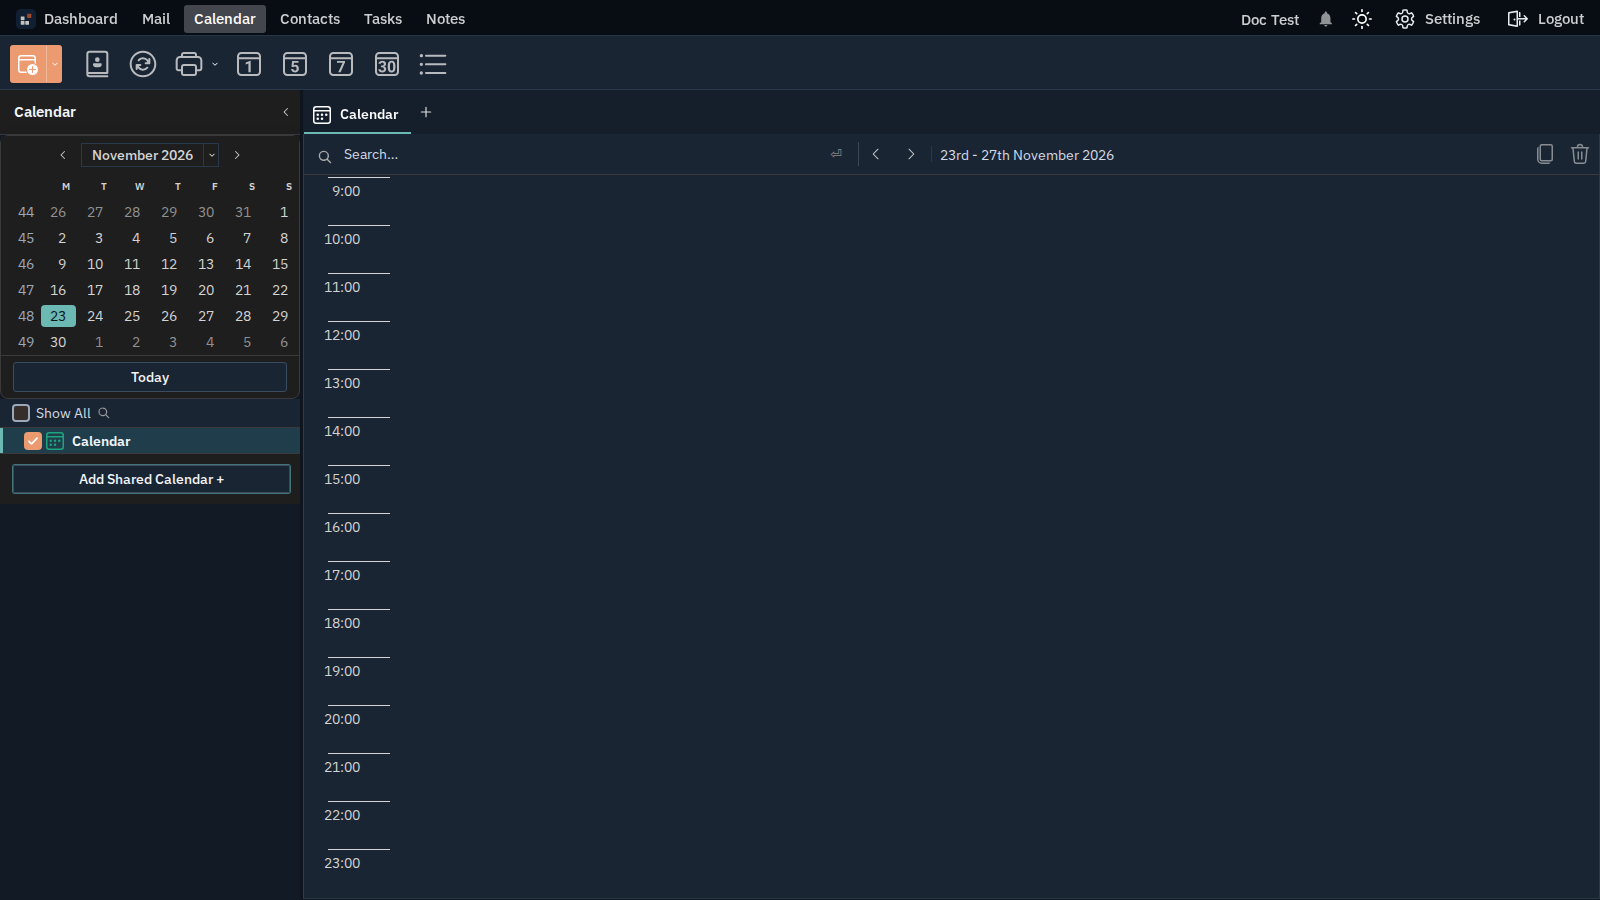 Dashboard Mail Calendar Contacts Tasks Notes Doc Test Settings Logout
1 5 7 30
Calendar
November 2026
M T W T F S S
44 26 27 28 29 30 31 1
45 2 3 4 5 6 7 8
46 9 10 11 12 13 14 15
47 16 17 18 19 20 21 22
48 23 24 25 26 27 28 29
49 30 1 2 3 4 5 6
Today
Show All
Calendar
Add Shared Calendar +
Calendar +
Search...
23rd - 27th November 2026
9:00
10:00
11:00
12:00
13:00
14:00
15:00
16:00
17:00
18:00
19:00
20:00
21:00
22:00
23:00